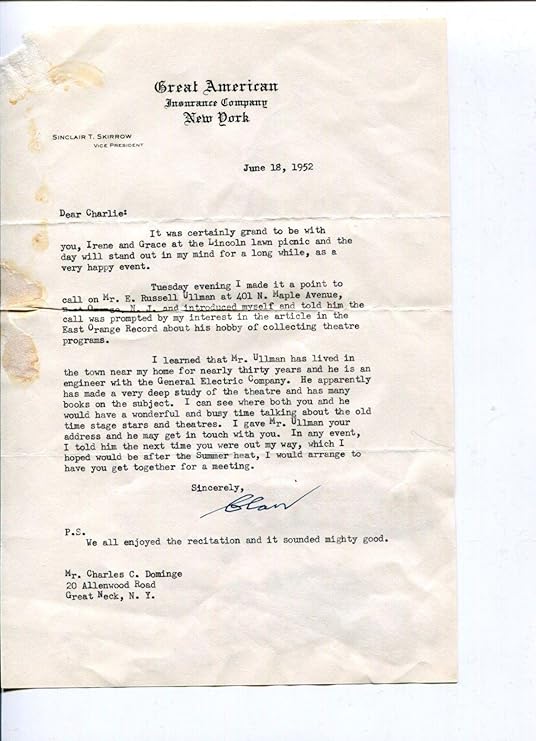 Great American
Insurance Company
New York
SINCLAIR T. SKIRROW
VICE PRESIDENT
June 18, 1952
Dear Charlie:
It was certainly grand to be with
you, Irene and Grace at the Lincoln lawn picnic and the
day will stand out in my mind for a long while, as a
very happy event.
Tuesday evening I made it a point to
call on Mr. E. Russell Ullman at 401 N. Maple Avenue,
East Orange, N. J. and introduced myself and told him the
call was prompted by my interest in the article in the
East Orange Record about his hobby of collecting theatre
programs.
I learned that Mr. Ullman has lived in
the town near my home for nearly thirty years and he is an
engineer with the General Electric Company. He apparently
has made a very deep study of the theatre and has many
books on the subject. I can see where both you and he
would have a wonderful and busy time talking about the old
time stage stars and theatres. I gave Mr. Ullman your
address and he may get in touch with you. In any event,
I told him the next time you were out my way, which I
hoped would be after the Summer heat, I would arrange to
have you get together for a meeting.
Sincerely,
P.S.
We all enjoyed the recitation and it sounded mighty good.
Mr. Charles C. Dominge
20 Allenwood Road
Great Neck, N. Y.